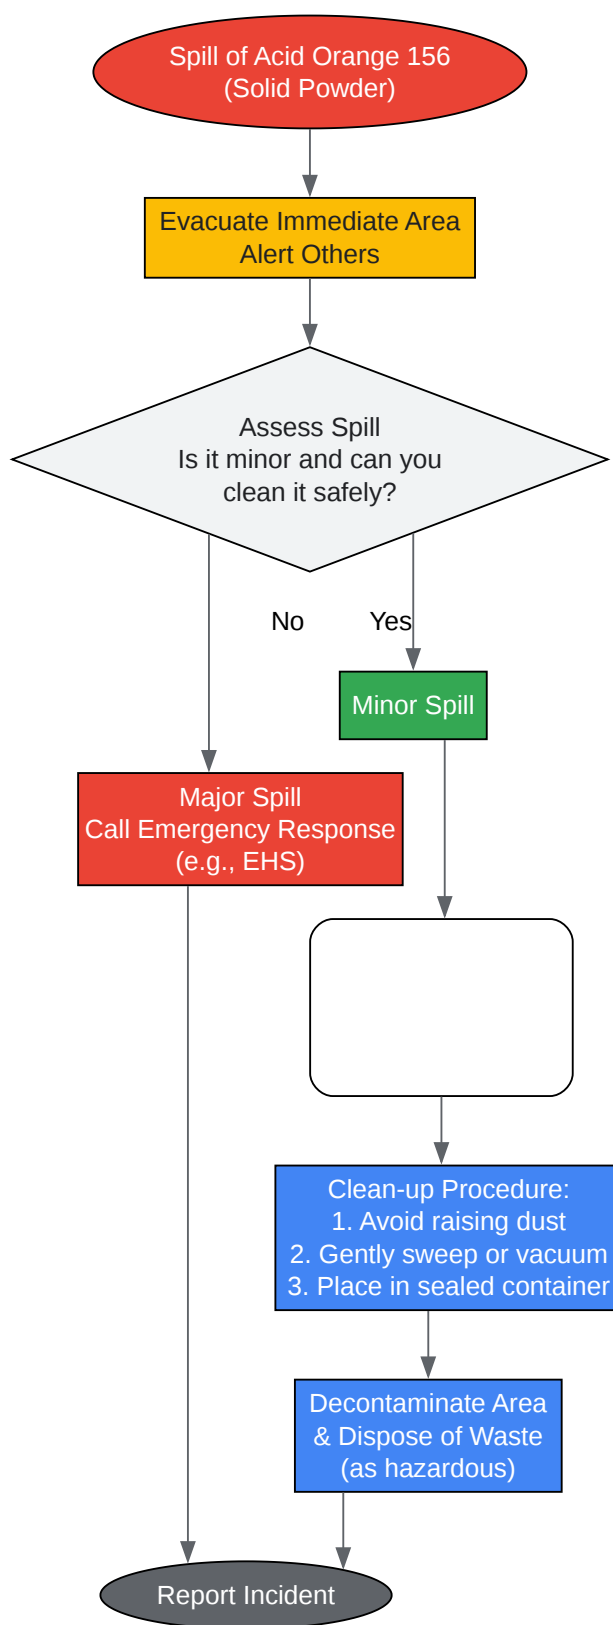 Spill of Acid Orange 156
(Solid Powder)
Evacuate Immediate Area
Alert Others
Assess Spill
Is it minor and can you
clean it safely?
No
Yes
Minor Spill
Major Spill
Call Emergency Response
(e.g., EHS)
Clean-up Procedure:
1. Avoid raising dust
2. Gently sweep or vacuum
3. Place in sealed container
Decontaminate Area
& Dispose of Waste
(as hazardous)
Report Incident